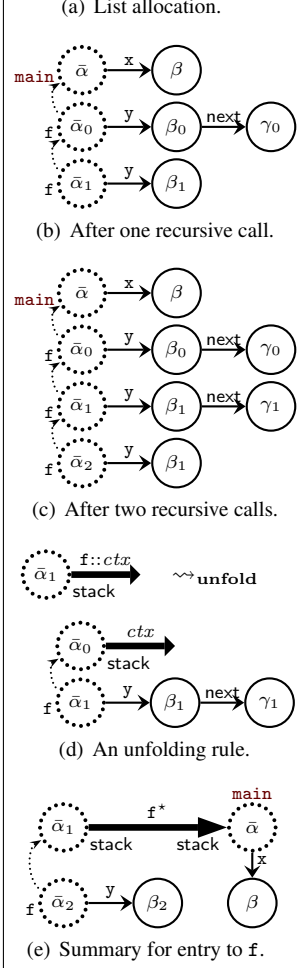 (a) List allocation.
main ᾱ x β
f ᾱ₀ y β₀ next γ₀
f ᾱ₁ y β₁
(b) After one recursive call.
main ᾱ x β
f ᾱ₀ y β₀ next γ₀
f ᾱ₁ y β₁ next γ₁
f ᾱ₂ y β₁
(c) After two recursive calls.
ᾱ₁ f::ctx stack ⇝unfold
ᾱ₀ ctx stack
f ᾱ₁ y β₁ next γ₁
(d) An unfolding rule.
main
ᾱ₁ stack f* stack ᾱ
x
f ᾱ₂ y β₂ β
(e) Summary for entry to f.